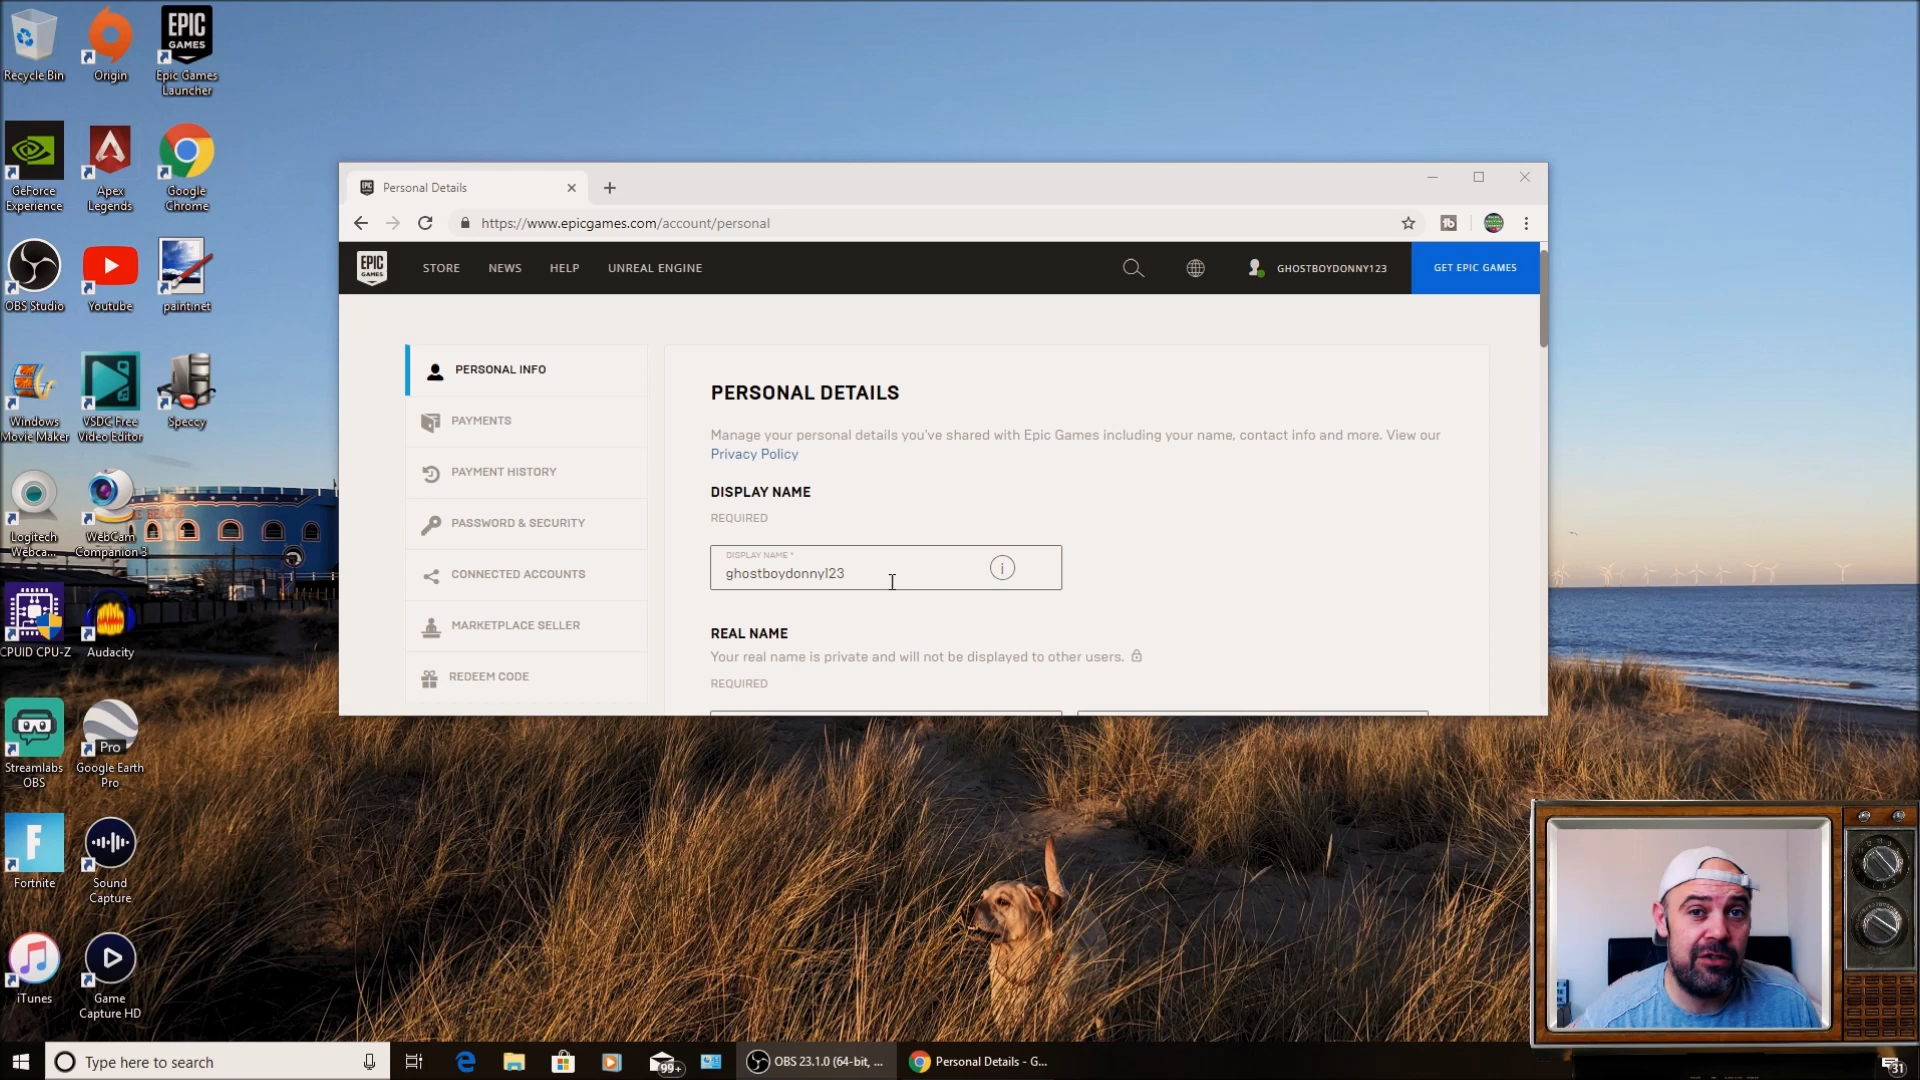 Recycle Bin
Origin
EPIC
GAMES
Epic Games
Launcher
GeForce
Experience
Apex
Legends
Google
Chrome
OBS Studio
Youtube
paint.net
Windows
Movie Maker
VSDC Free
Video Editor
Speccy
Logitech
Webca...
WebCam
Companion 3
CPUID CPU-Z
Audacity
Streamlabs
OBS
Pro
Google Earth
Pro
F
Fortnite
Sound
Capture
iTunes
Game
Capture HD
Personal Details
https://www.epicgames.com/account/personal
tb
EPIC
GAMES
STORE
NEWS
HELP
UNREAL ENGINE
GHOSTBOYDONNY123
GET EPIC GAMES
PERSONAL INFO
PAYMENTS
PAYMENT HISTORY
PASSWORD & SECURITY
CONNECTED ACCOUNTS
MARKETPLACE SELLER
REDEEM CODE
PERSONAL DETAILS
Manage your personal details you've shared with Epic Games including your name, contact info and more. View our
Privacy Policy
DISPLAY NAME
REQUIRED
DISPLAY NAME *
ghostboydonny123
REAL NAME
Your real name is private and will not be displayed to other users.
REQUIRED
Type here to search
99+
OBS 23.1.0 (64-bit, ...
Personal Details - G...
31